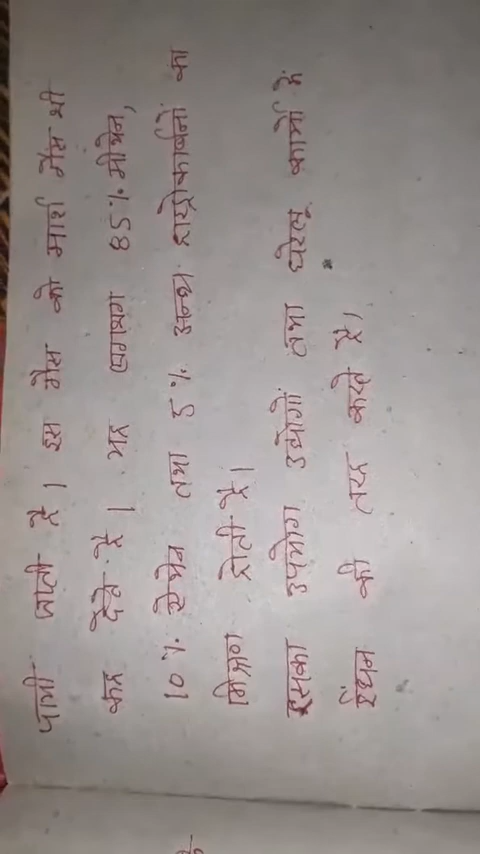 पायी जाती है। इस गैस को मार्श गैस भी
कह देते है। यह लगभग 85% मीथेन,
10% ऐथेन तथा 5% अन्य हाइड्रोकार्बनों का
मिश्रण होती है।
इसका उपयोग उद्योगों तथा घरेलू कार्यों में
ईंधन की तरह करते है।